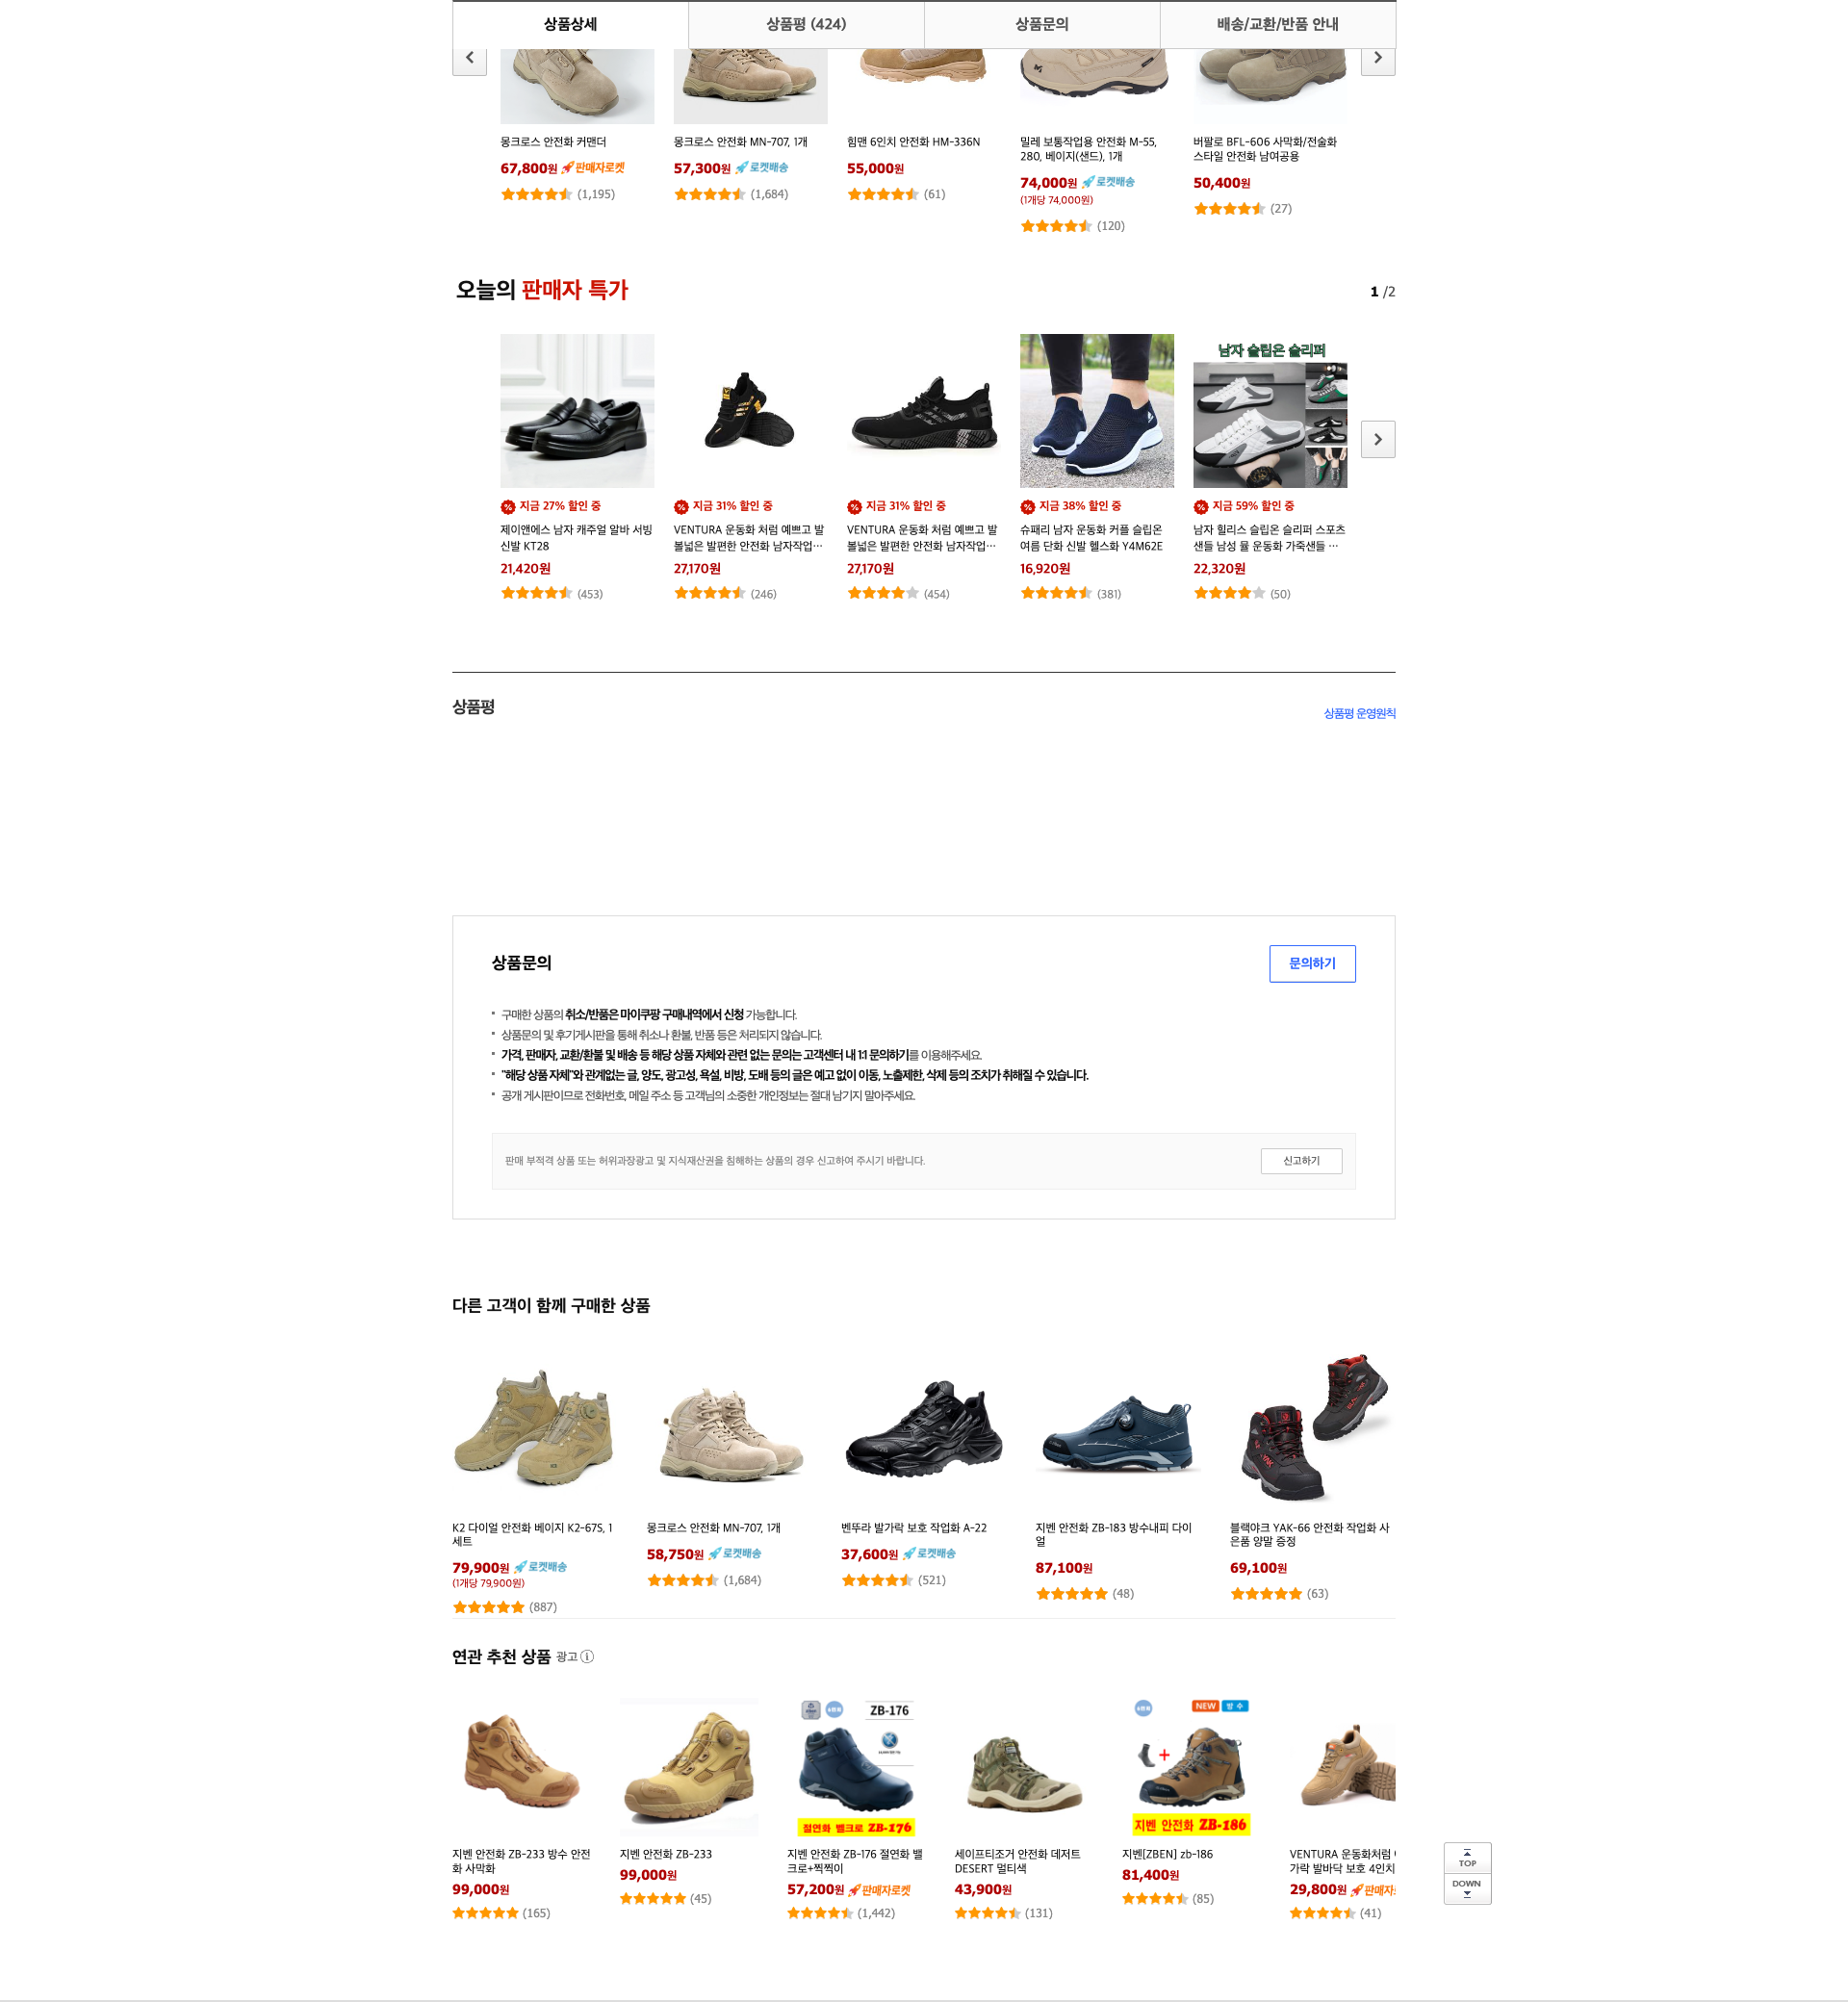 상품상세
상품평 (424)
상품문의
배송/교환/반품 안내
몽크로스 안전화 커맨더
67,800원 판매자로켓
(1,195)
몽크로스 안전화 MN-707, 1개
57,300원 로켓배송
(1,684)
힘맨 6인치 안전화 HM-336N
55,000원
(61)
밀레 보통작업용 안전화 M-55,
280, 베이지(샌드), 1개
74,000원 로켓배송
(1개당 74,000원)
(120)
버팔로 BFL-606 사막화/전술화
스타일 안전화 남여공용
50,400원
(27)
오늘의 판매자 특가
1 /2
남자 슬립온 슬리퍼
지금 27% 할인 중
제이앤에스 남자 캐주얼 알바 서빙
신발 KT28
21,420원
(453)
지금 31% 할인 중
VENTURA 운동화 처럼 예쁘고 발
볼넓은 발편한 안전화 남자작업…
27,170원
(246)
지금 31% 할인 중
VENTURA 운동화 처럼 예쁘고 발
볼넓은 발편한 안전화 남자작업…
27,170원
(454)
지금 38% 할인 중
슈패리 남자 운동화 커플 슬립온
여름 단화 신발 헬스화 Y4M62E
16,920원
(381)
지금 59% 할인 중
남자 힐리스 슬립온 슬리퍼 스포츠
샌들 남성 뮬 운동화 가죽샌들 …
22,320원
(50)
상품평
상품평 운영원칙
상품문의
문의하기
구매한 상품의 취소/반품은 마이쿠팡 구매내역에서 신청 가능합니다.
상품문의 및 후기게시판을 통해 취소나 환불, 반품 등은 처리되지 않습니다.
가격, 판매자, 교환/환불 및 배송 등 해당 상품 자체와 관련 없는 문의는 고객센터 내 1:1 문의하기를 이용해주세요.
"해당 상품 자체"와 관계없는 글, 양도, 광고성, 욕설, 비방, 도배 등의 글은 예고 없이 이동, 노출제한, 삭제 등의 조치가 취해질 수 있습니다.
공개 게시판이므로 전화번호, 메일 주소 등 고객님의 소중한 개인정보는 절대 남기지 말아주세요.
판매 부적격 상품 또는 허위과장광고 및 지식재산권을 침해하는 상품의 경우 신고하여 주시기 바랍니다.
신고하기
다른 고객이 함께 구매한 상품
K2 다이얼 안전화 베이지 K2-67S, 1
세트
79,900원 로켓배송
(1개당 79,900원)
(887)
몽크로스 안전화 MN-707, 1개
58,750원 로켓배송
(1,684)
벤뚜라 발가락 보호 작업화 A-22
37,600원 로켓배송
(521)
지벤 안전화 ZB-183 방수내피 다이
얼
87,100원
(48)
블랙야크 YAK-66 안전화 작업화 사
은품 양말 증정
69,100원
(63)
연관 추천 상품 광고
ZB-176
절연화 벨크로 ZB-176
NEW 방 수
지벤 안전화 ZB-186
지벤 안전화 ZB-233 방수 안전
화 사막화
99,000원
(165)
지벤 안전화 ZB-233
99,000원
(45)
지벤 안전화 ZB-176 절연화 벨
크로+찍찍이
57,200원 판매자로켓
(1,442)
세이프티조거 안전화 데저트
DESERT 멀티색
43,900원
(131)
지벤[ZBEN] zb-186
81,400원
(85)
VENTURA 운동화처럼
가락 발바닥 보호 4인치
29,800원
(41)
TOP
DOWN